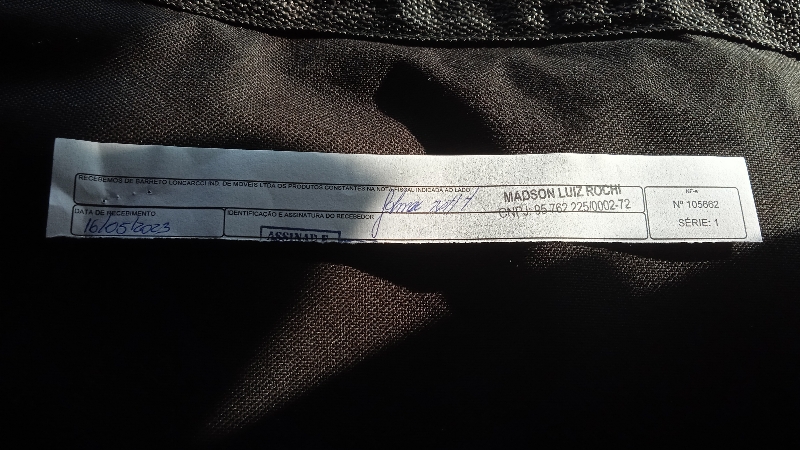 RECEBEMOS DE BARRETO LONCARCCI IND. DE MOVEIS LTDA OS PRODUTOS CONSTANTES NA NOTA FISCAL INDICADA AO LADO
DATA DE RECEBIMENTO
16/05/2023
IDENTIFICAÇÃO E ASSINATURA DO RECEBEDOR
MADSON LUIZ ROCHI
CNPJ: 95.762.225/0002-72
NF-e
Nº 105662
SÉRIE: 1